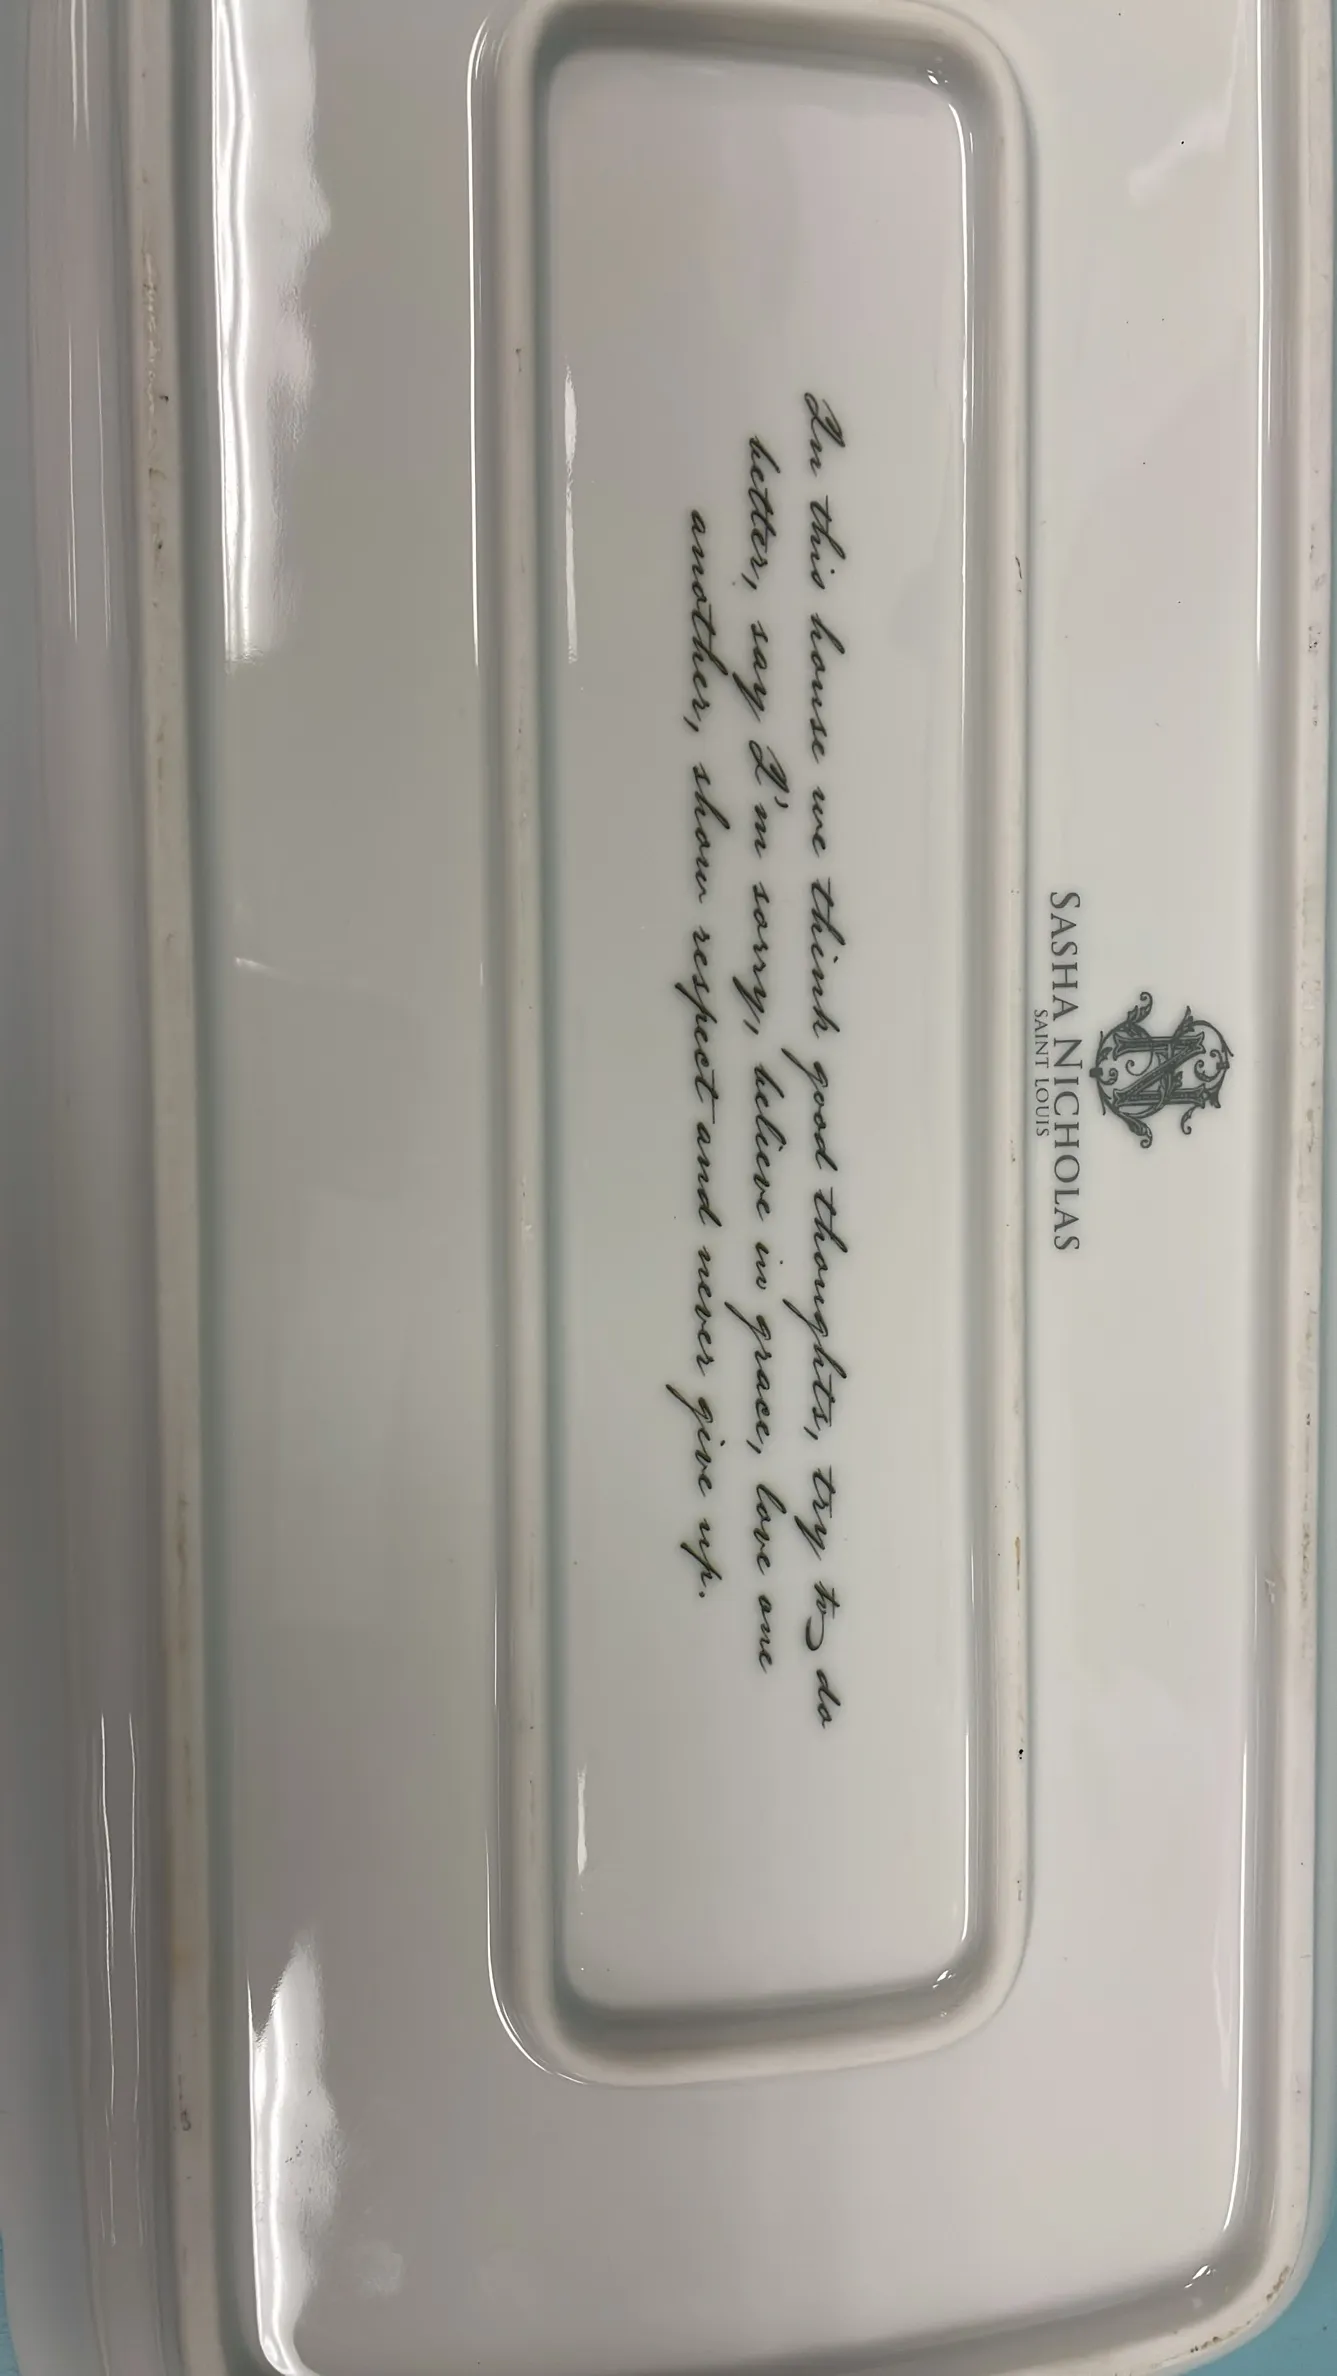 SASHA NICHOLAS
SAINT LOUIS
In this house we think good thoughts, try to do
better, say I'm sorry, believe in grace, love one
another, show respect and never give up.